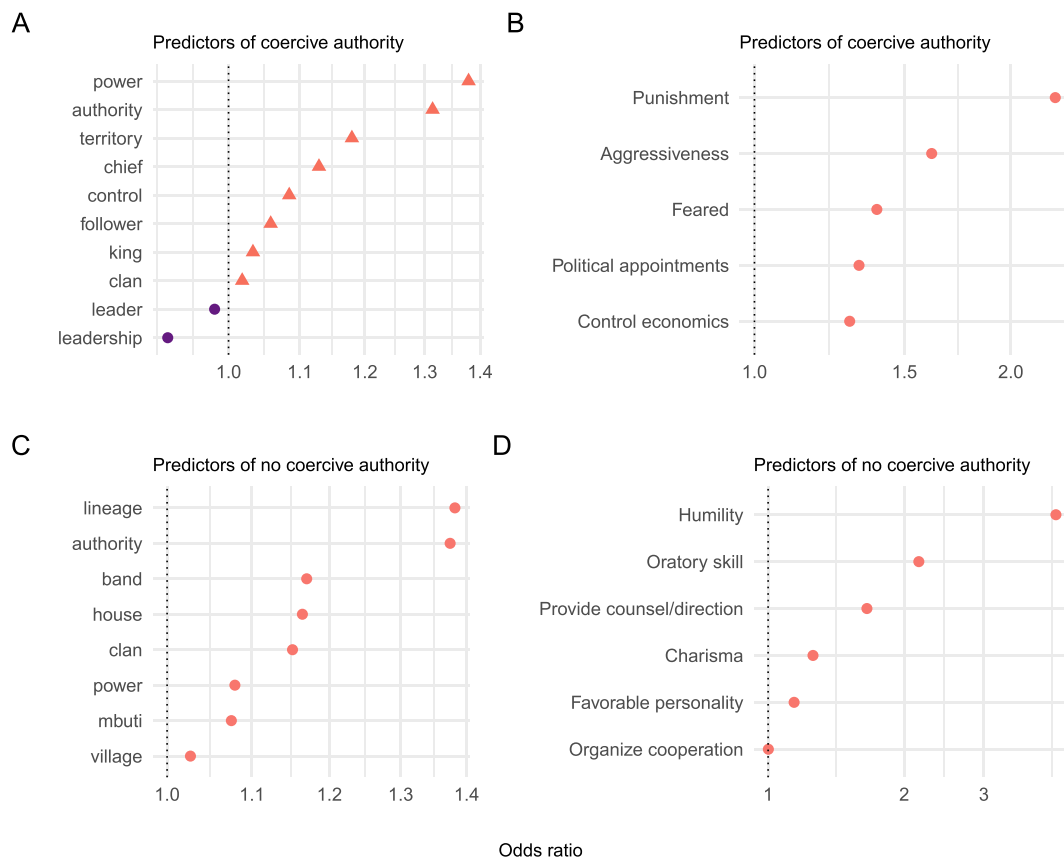 A
Predictors of coercive authority
power
authority
territory
chief
control
follower
king
clan
leader
leadership
1.0 1.1 1.2 1.3 1.4
B
Predictors of coercive authority
Punishment
Aggressiveness
Feared
Political appointments
Control economics
1.0 1.5 2.0
C
Predictors of no coercive authority
lineage
authority
band
house
clan
power
mbuti
village
1.0 1.1 1.2 1.3 1.4
D
Predictors of no coercive authority
Humility
Oratory skill
Provide counsel/direction
Charisma
Favorable personality
Organize cooperation
1 2 3
Odds ratio